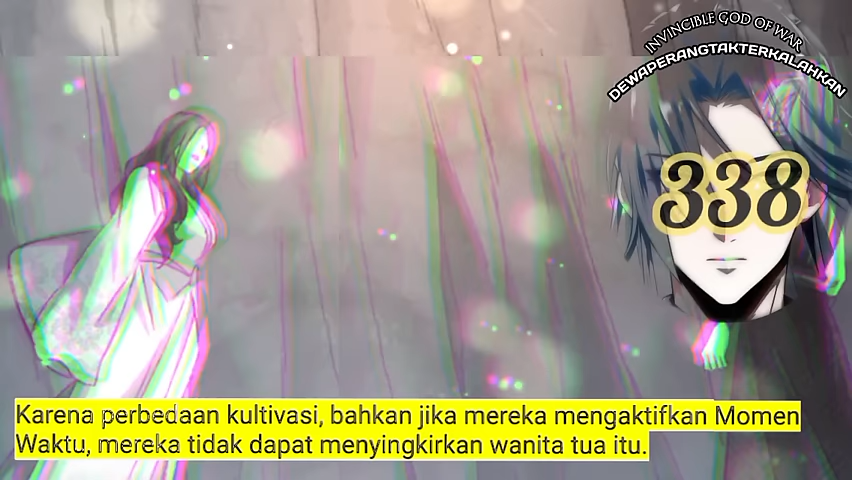 INVINCIBLE GOD OF WAR
DEWAPERANGTAKTERKALAHKAN
338
Karena perbedaan kultivasi, bahkan jika mereka mengaktifkan Momen
Waktu, mereka tidak dapat menyingkirkan wanita tua itu.